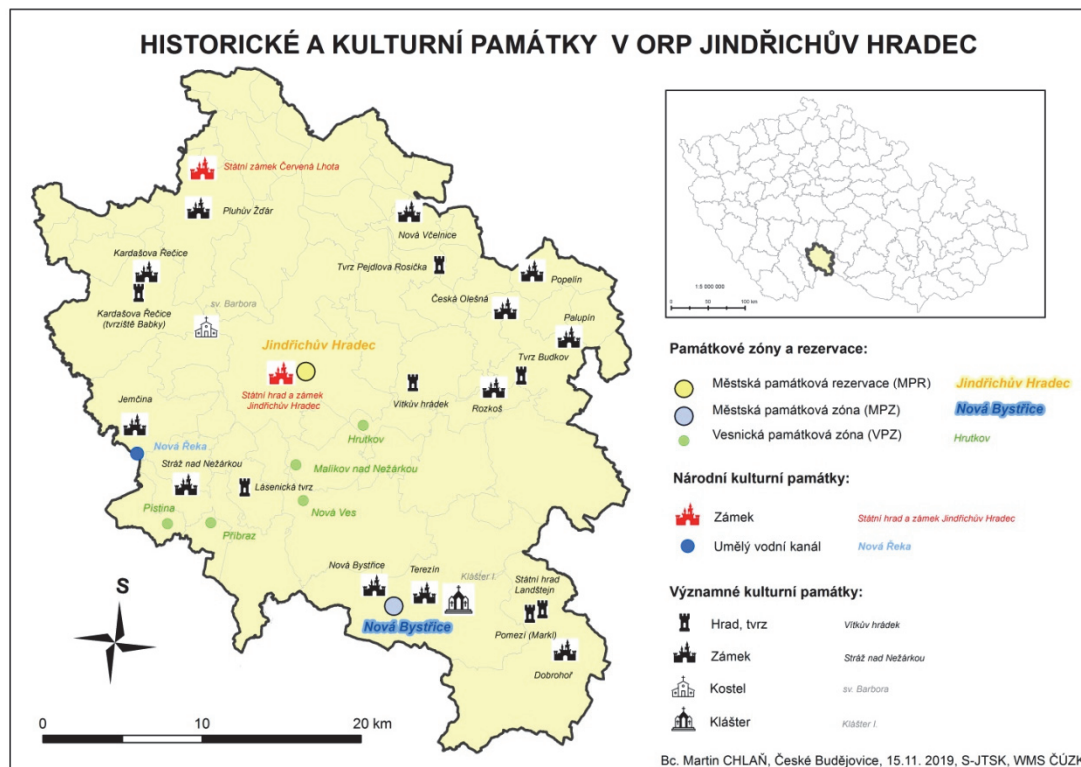 HISTORICKÉ A KULTURNÍ PAMÁTKY V ORP JINDŘICHŮV HRADEC
Státní zámek Červená Lhota
Pluhův Žďár
Nová Včelnice
Kardašova Řečice
Tvrz Pejdlova Rosička
Popelín
Kardašova Řečice
(tvrziště Babky)
sv. Barbora
Česká Olešná
Palupín
Jindřichův Hradec
Tvrz Budkov
Státní hrad a zámek
Jindřichův Hradec
Vítkův hrádek
Rozkoš
Jemčina
Hrutkov
Nová Řeka
Malíkov nad Nežárkou
Stráž nad Nežárkou
Lásenická tvrz
Nová Ves
Pístina
Příbraz
Nová Bystřice
Terezín
Klášter I.
Státní hrad
Landštejn
Nová Bystřice
Pomezí (Markl)
Dobrohoř
S
0 10 20 km
1:5 000 000
0 50 100 km
Památkové zóny a rezervace:
Městská památková rezervace (MPR) Jindřichův Hradec
Městská památková zóna (MPZ) Nová Bystřice
Vesnická památková zóna (VPZ) Hrutkov
Národní kulturní památky:
Zámek Státní hrad a zámek Jindřichův Hradec
Umělý vodní kanál Nová Řeka
Významné kulturní památky:
Hrad, tvrz Vítkův hrádek
Zámek Stráž nad Nežárkou
Kostel sv. Barbora
Klášter Klášter I.
Bc. Martin CHLAŇ, České Budějovice, 15.11. 2019, S-JTSK, WMS ČÚZK